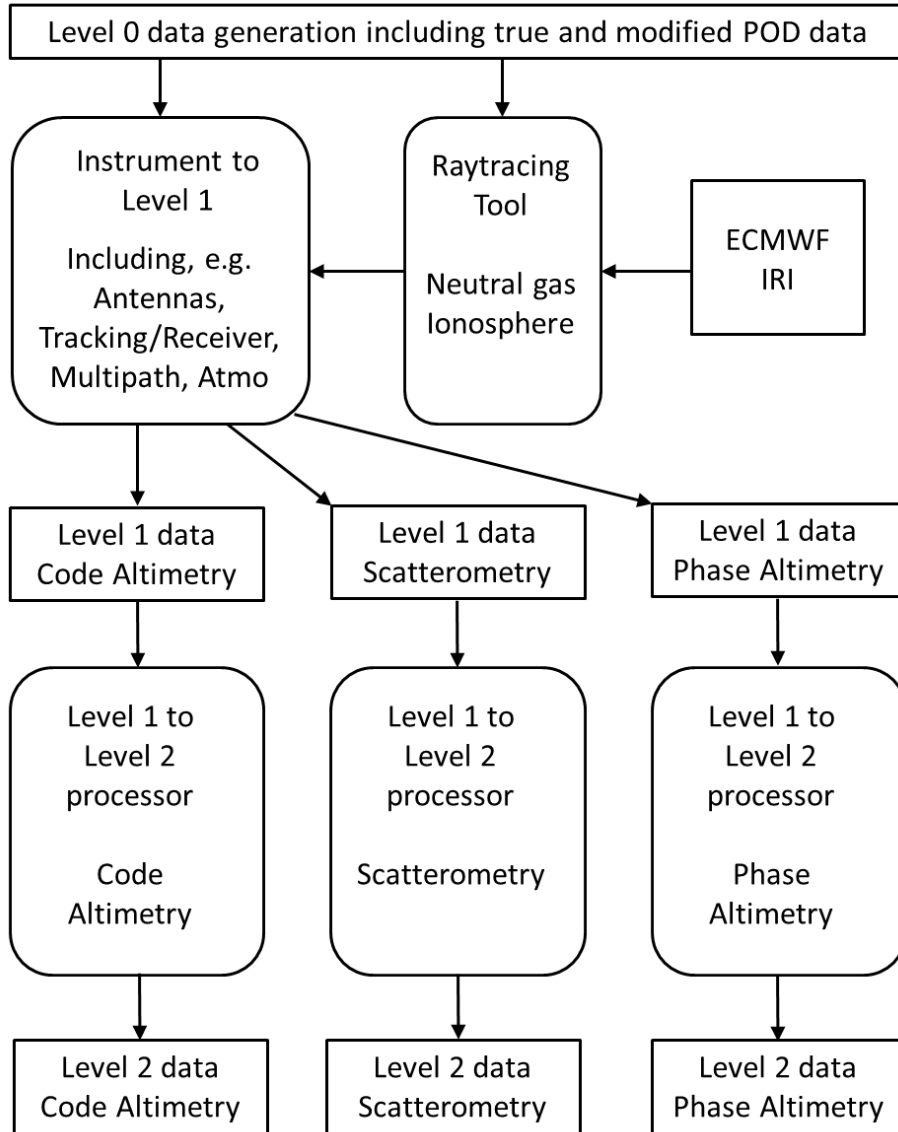 Level 0 data generation including true and modified POD data
Instrument to
Level 1
Including, e.g.
Antennas,
Tracking/Receiver,
Multipath, Atmo
Raytracing
Tool
Neutral gas
Ionosphere
ECMWF
IRI
Level 1 data
Code Altimetry
Level 1 data
Scatterometry
Level 1 data
Phase Altimetry
Level 1 to
Level 2
processor
Code
Altimetry
Level 1 to
Level 2
processor
Scatterometry
Level 1 to
Level 2
processor
Phase
Altimetry
Level 2 data
Code Altimetry
Level 2 data
Scatterometry
Level 2 data
Phase Altimetry